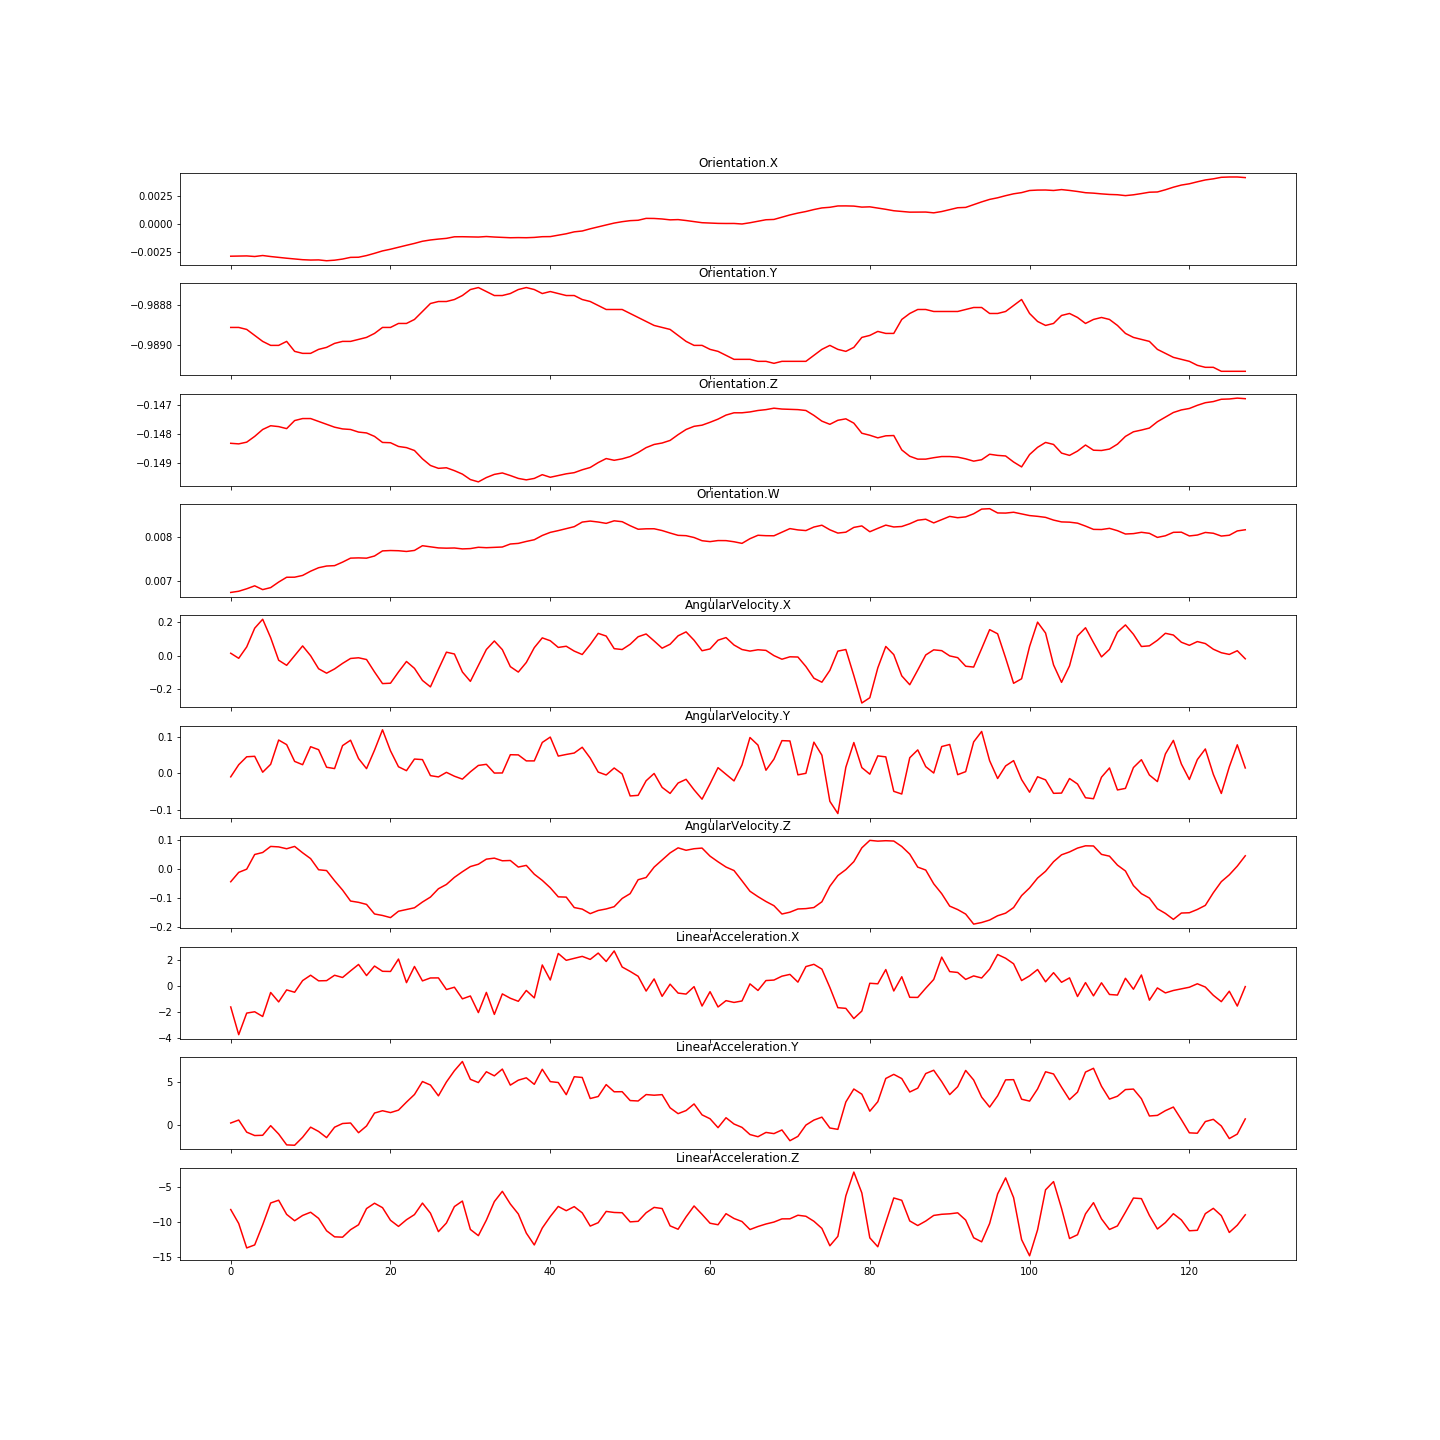 Orientation.X
0.0025
0.0000
−0.0025
Orientation.Y
−0.9888
−0.9890
Orientation.Z
−0.147
−0.148
−0.149
Orientation.W
0.008
0.007
AngularVelocity.X
0.2
0.0
−0.2
AngularVelocity.Y
0.1
0.0
−0.1
AngularVelocity.Z
0.1
0.0
−0.1
−0.2
LinearAcceleration.X
2
0
−2
−4
LinearAcceleration.Y
5
0
LinearAcceleration.Z
−5
−10
−15
0 20 40 60 80 100 120